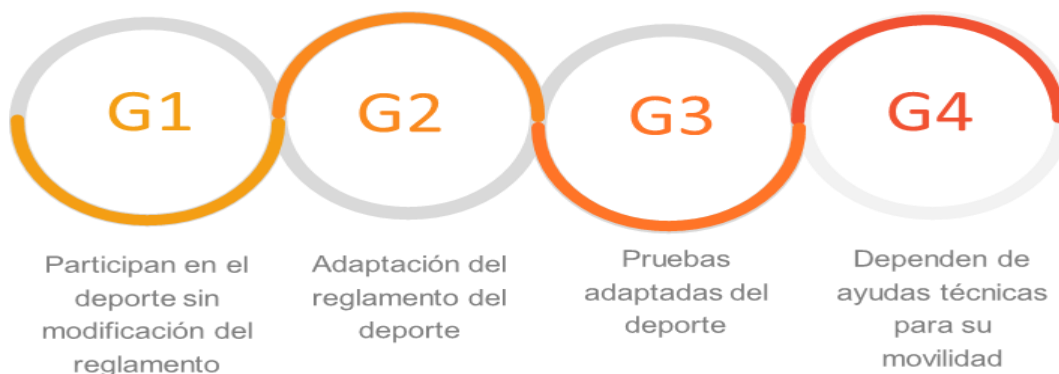 G1
Participan en el
deporte sin
modificación del
reglamento
G2
Adaptación del
reglamento del
deporte
G3
Pruebas
adaptadas del
deporte
G4
Dependen de
ayudas técnicas
para su
movilidad